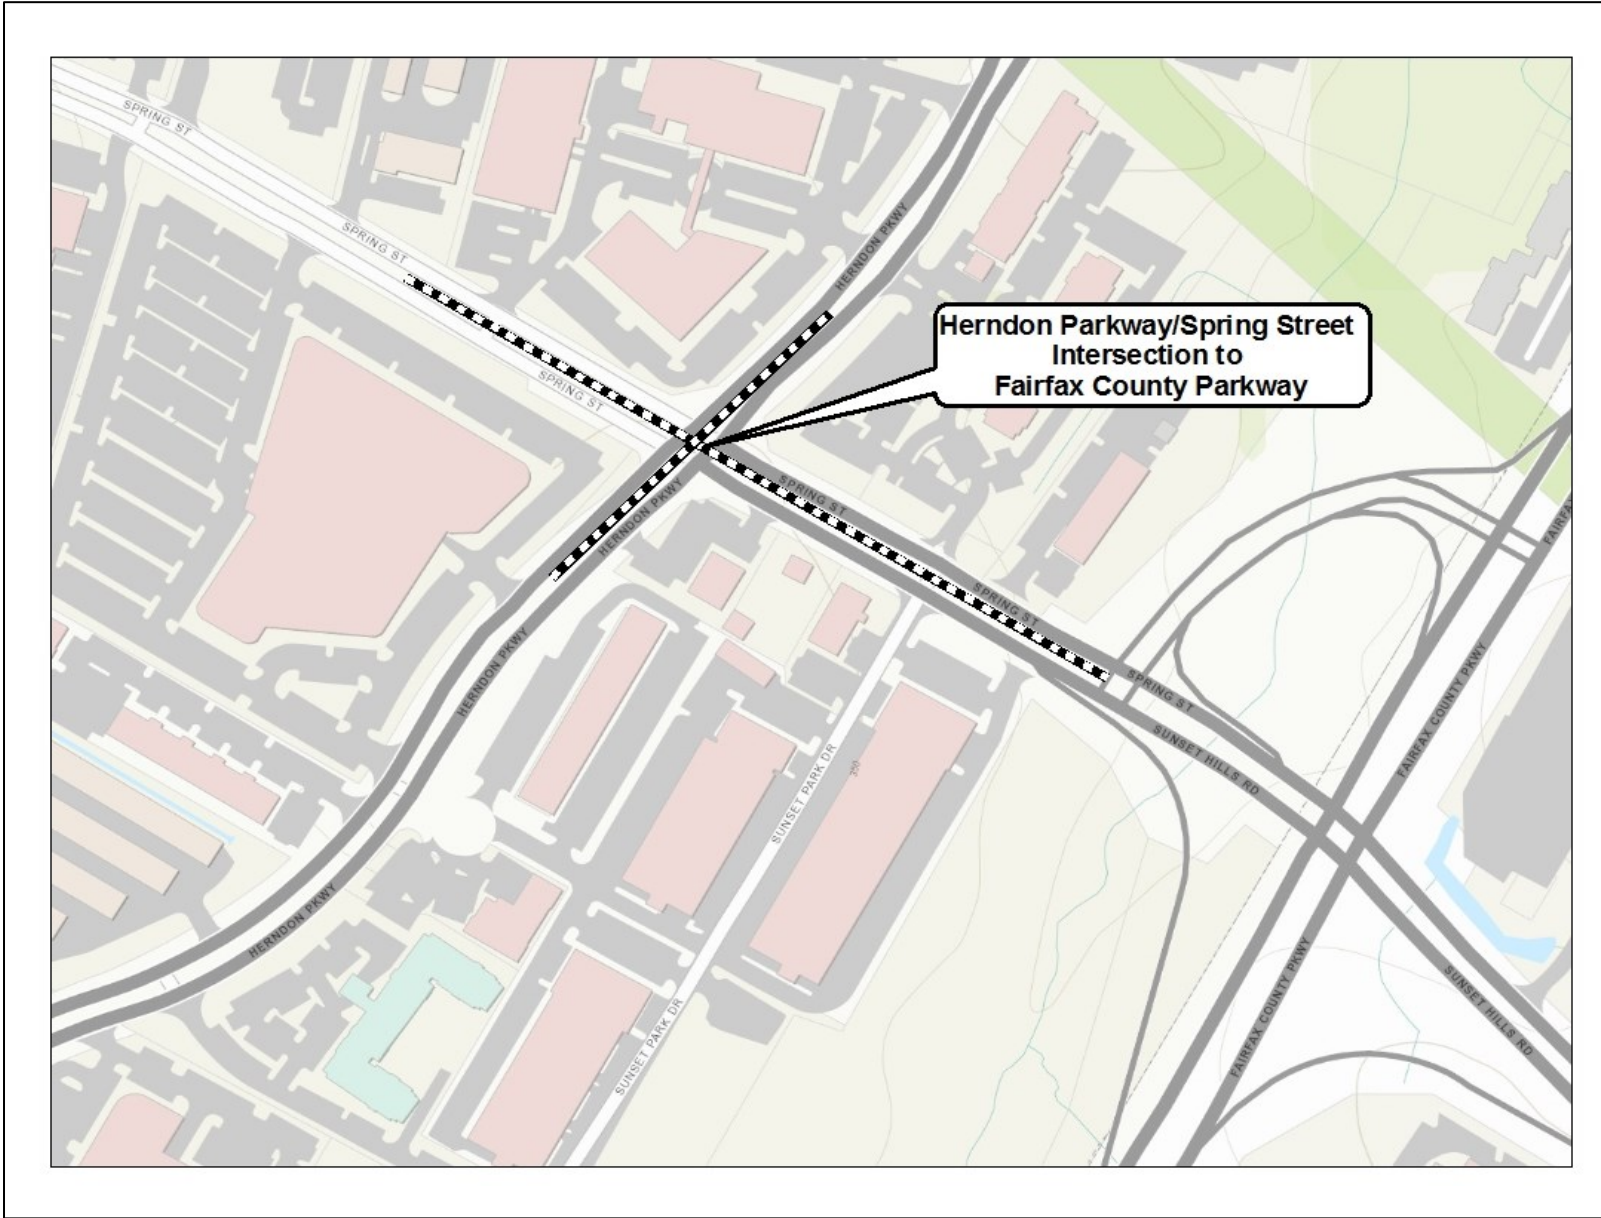 SPRING ST
SPRING ST
HERNDON PKWY
Herndon Parkway/Spring Street
Intersection to
Fairfax County Parkway
SPRING ST
HERNDON PKWY
SPRING ST
FAIRFA
SPRING ST
HERNDON PKWY
SPRING ST
FAIRFAX COUNTY PKWY
SUNSET HILLS RD
SUNSET PARK DR
350
HERNDON PKWY
FAIRFAX COUNTY PKWY
SUNSET HILLS RD
SUNSET PARK DR